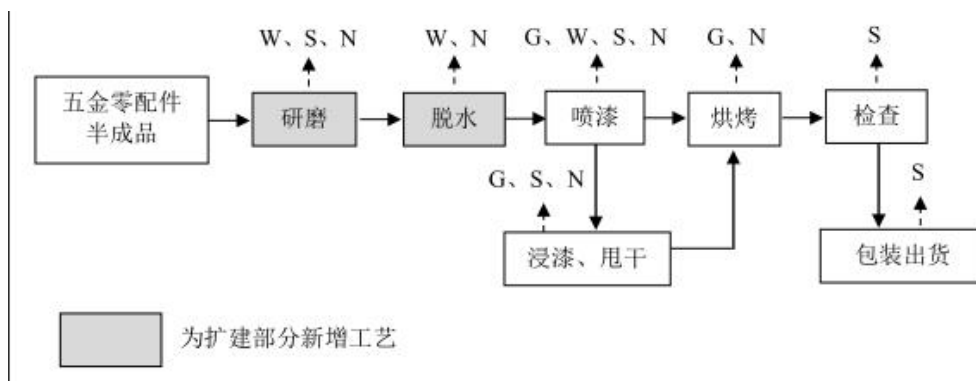 W、S、N
W、N
G、W、S、N
G、N
S
五金零配件
半成品
研磨
脱水
喷漆
烘烤
检查
G、S、N
S
浸漆、甩干
包装出货
为扩建部分新增工艺